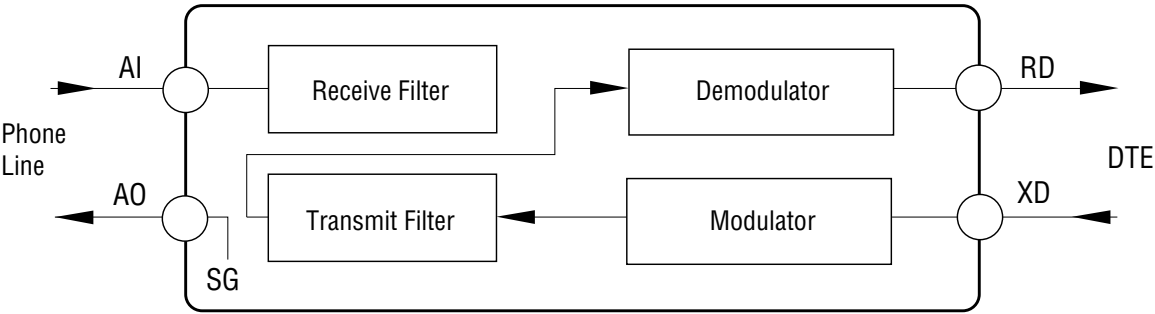 AI
Receive Filter
Demodulator
RD
Phone
Line
DTE
AO
Transmit Filter
Modulator
XD
SG